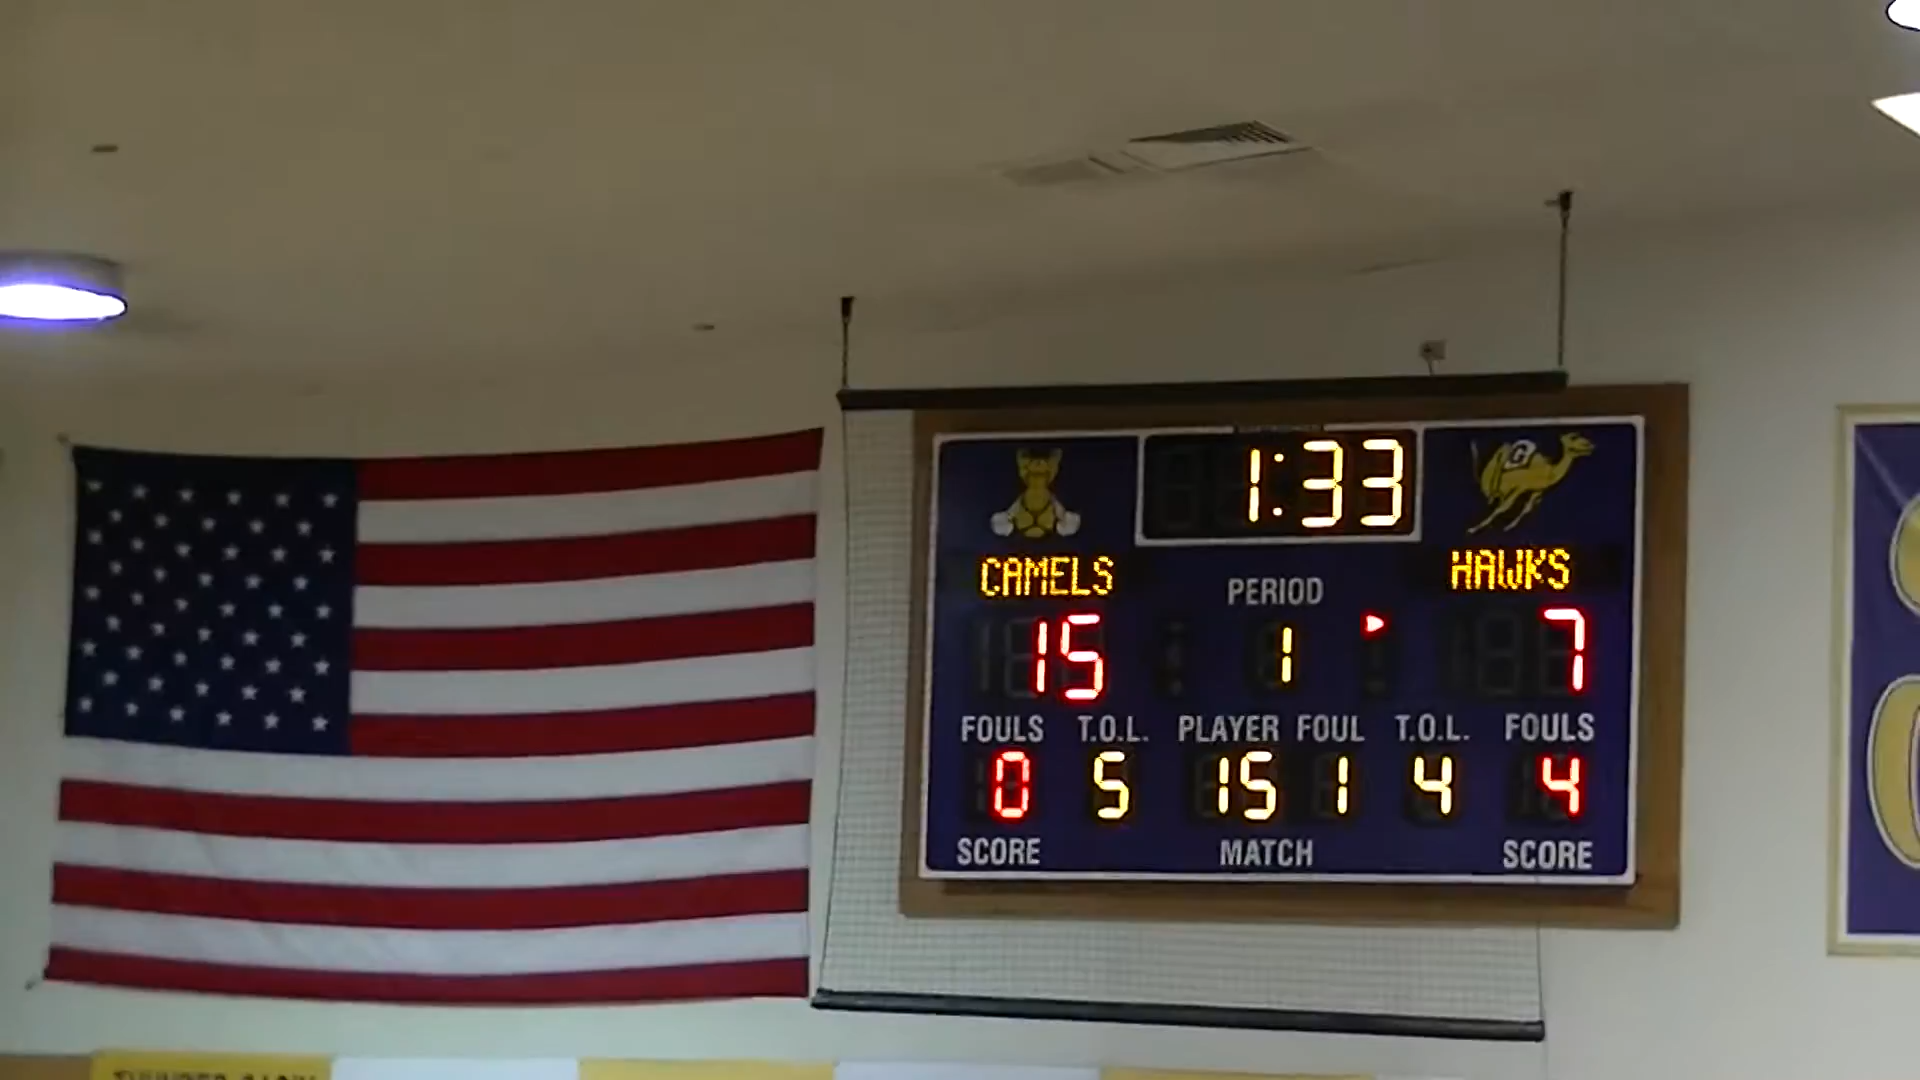 1:33
G
CAMELS
HAWKS
PERIOD
15
1
7
FOULS T.O.L. PLAYER FOUL T.O.L. FOULS
0 5 15 1 4 4
SCORE MATCH SCORE